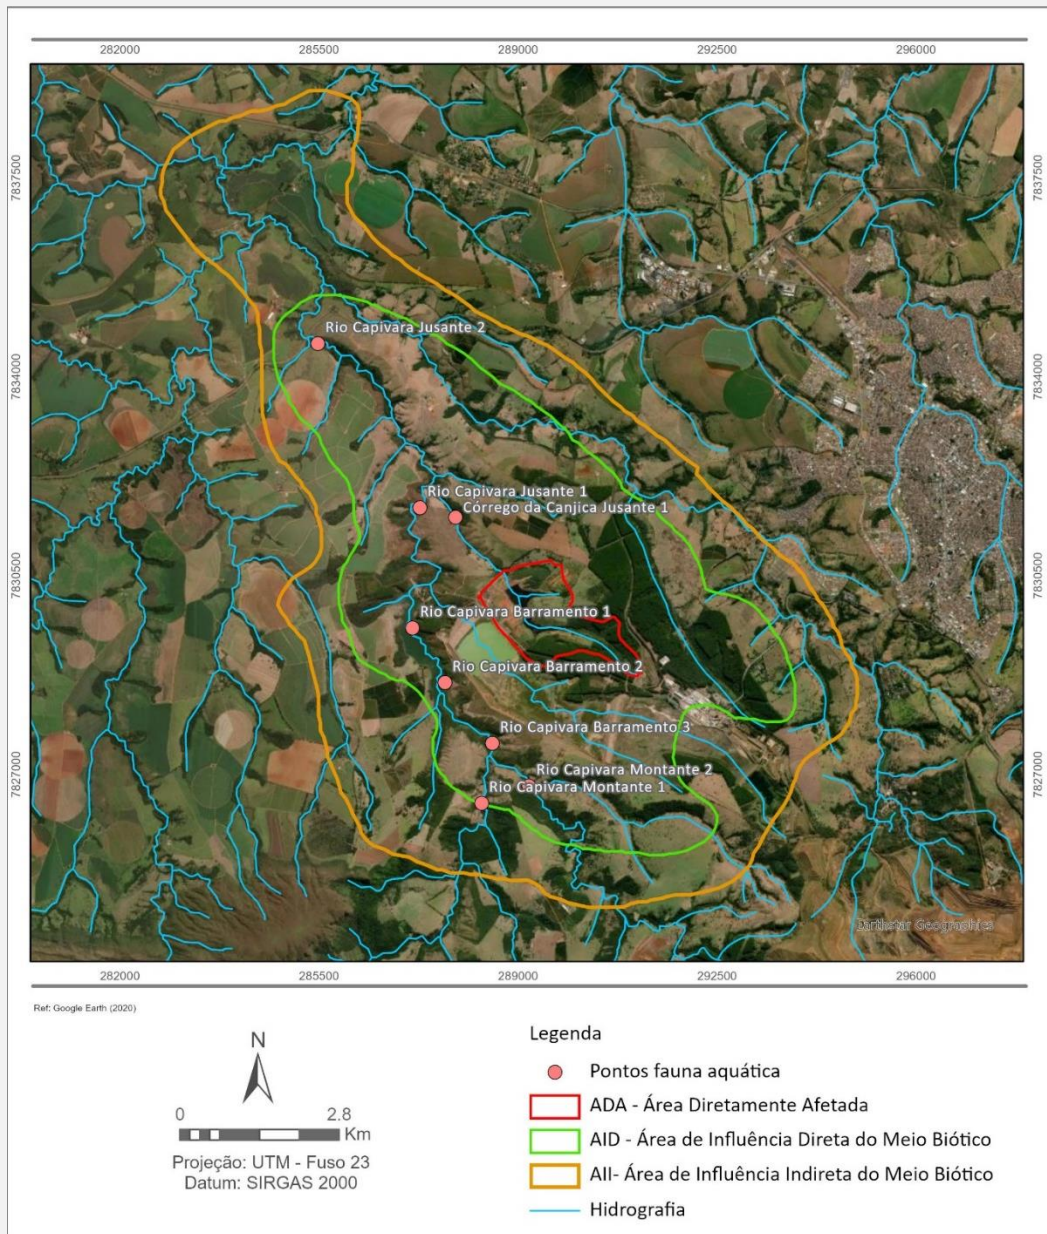 282000 285500 289000 292500 296000
7837500 7837500
Rio Capivara Jusante 2
7834000 7834000
Rio Capivara Jusante 1
Córrego da Canjica Jusante 1
7830500 7830500
Rio Capivara Barramento 1
Rio Capivara Barramento 2
Rio Capivara Barramento 3
Rio Capivara Montante 2
Rio Capivara Montante 1
7827000 7827000
Earthstar Geographics
282000 285500 289000 292500 296000
Ref: Google Earth (2020)
N
0 2.8
Km
Projeção: UTM - Fuso 23
Datum: SIRGAS 2000
Legenda
Pontos fauna aquática
ADA - Área Diretamente Afetada
AID - Área de Influência Direta do Meio Biótico
AII- Área de Influência Indireta do Meio Biótico
Hidrografia